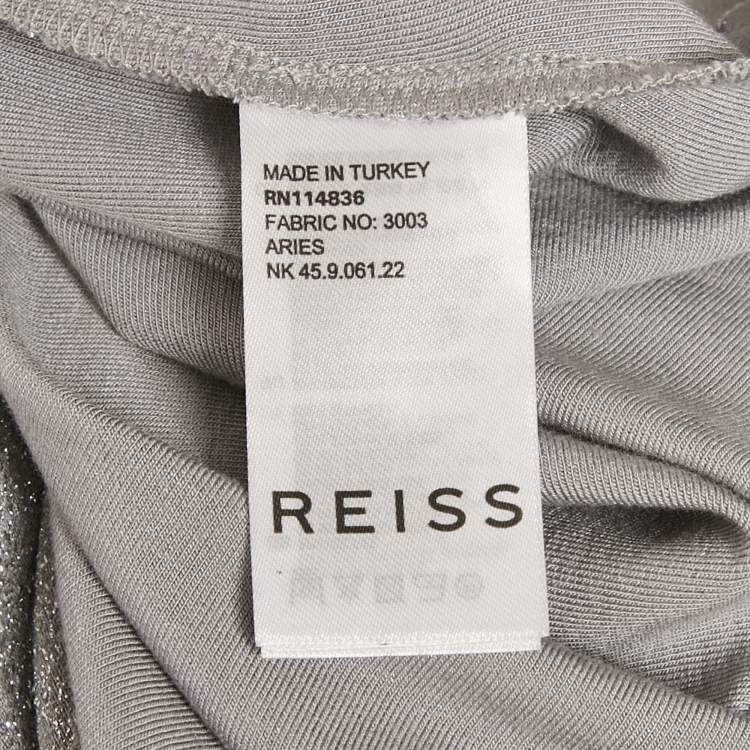 MADE IN TURKEY
RN114836
FABRIC NO: 3003
ARIES
NK 45.9.061.22
REISS